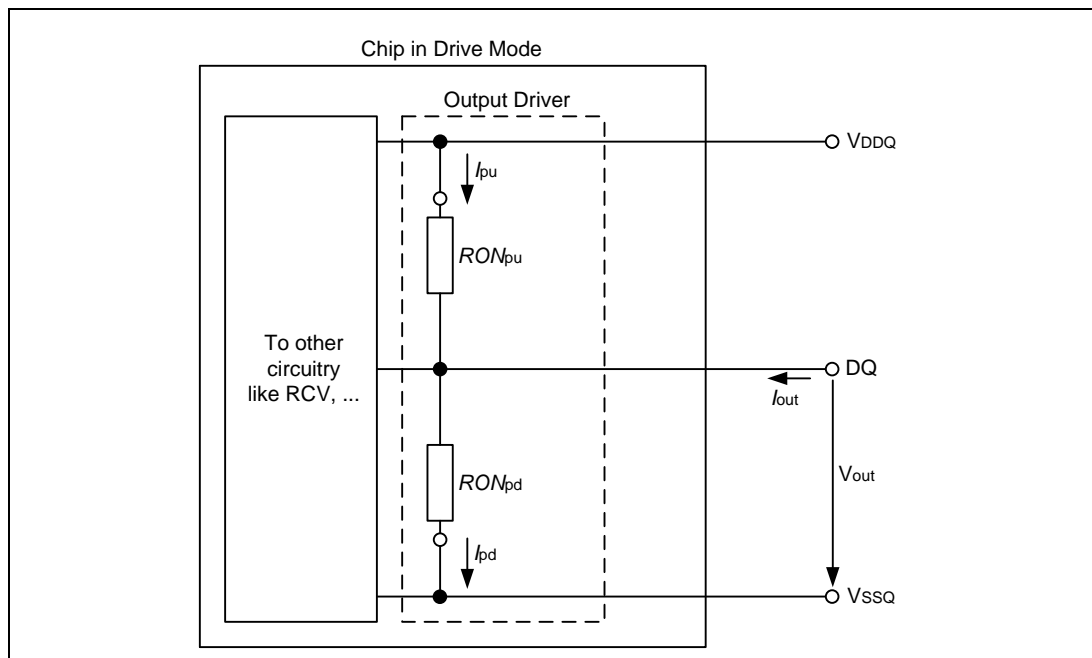 Chip in Drive Mode
Output Driver
VDDQ
Ipu
RONpu
To other
circuitry
like RCV, ...
DQ
Iout
RONpd
Vout
Ipd
VSSQ